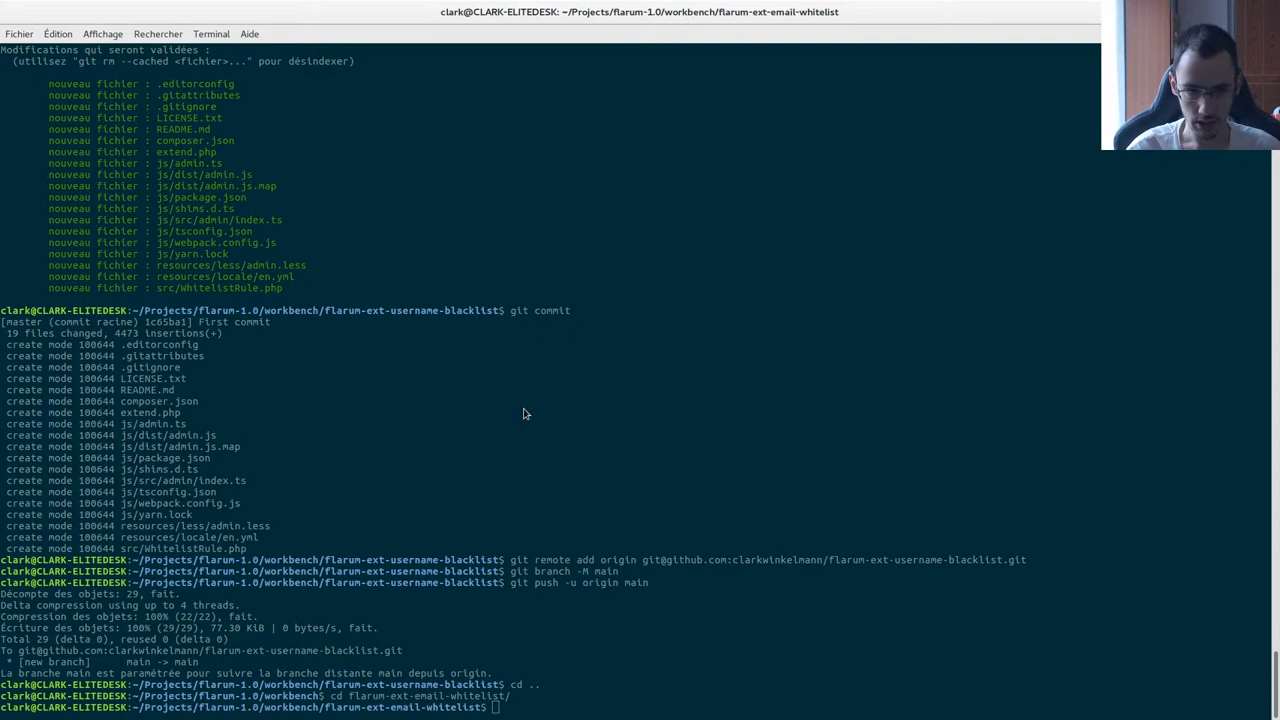 clark@CLARK-ELITEDESK: ~/Projects/flarum-1.0/workbench/flarum-ext-email-whitelist
Fichier Édition Affichage Rechercher Terminal Aide
Modifications qui seront validées :
(utilisez "git rm --cached <fichier>..." pour désindexer)
nouveau fichier : .editorconfig
nouveau fichier : .gitattributes
nouveau fichier : .gitignore
nouveau fichier : LICENSE.txt
nouveau fichier : README.md
nouveau fichier : composer.json
nouveau fichier : extend.php
nouveau fichier : js/admin.ts
nouveau fichier : js/dist/admin.js
nouveau fichier : js/dist/admin.js.map
nouveau fichier : js/package.json
nouveau fichier : js/shims.d.ts
nouveau fichier : js/src/admin/index.ts
nouveau fichier : js/tsconfig.json
nouveau fichier : js/webpack.config.js
nouveau fichier : js/yarn.lock
nouveau fichier : resources/less/admin.less
nouveau fichier : resources/locale/en.yml
nouveau fichier : src/WhitelistRule.php
clark@CLARK-ELITEDESK:~/Projects/flarum-1.0/workbench/flarum-ext-username-blacklist$ git commit
[master (commit racine) 1c65ba1] First commit
19 files changed, 4473 insertions(+)
create mode 100644 .editorconfig
create mode 100644 .gitattributes
create mode 100644 .gitignore
create mode 100644 LICENSE.txt
create mode 100644 README.md
create mode 100644 composer.json
create mode 100644 extend.php
create mode 100644 js/admin.ts
create mode 100644 js/dist/admin.js
create mode 100644 js/dist/admin.js.map
create mode 100644 js/package.json
create mode 100644 js/shims.d.ts
create mode 100644 js/src/admin/index.ts
create mode 100644 js/tsconfig.json
create mode 100644 js/webpack.config.js
create mode 100644 js/yarn.lock
create mode 100644 resources/less/admin.less
create mode 100644 resources/locale/en.yml
create mode 100644 src/WhitelistRule.php
clark@CLARK-ELITEDESK:~/Projects/flarum-1.0/workbench/flarum-ext-username-blacklist$ git remote add origin git@github.com:clarkwinkelmann/flarum-ext-username-blacklist.git
clark@CLARK-ELITEDESK:~/Projects/flarum-1.0/workbench/flarum-ext-username-blacklist$ git branch -M main
clark@CLARK-ELITEDESK:~/Projects/flarum-1.0/workbench/flarum-ext-username-blacklist$ git push -u origin main
Décompte des objets: 29, fait.
Delta compression using up to 4 threads.
Compression des objets: 100% (22/22), fait.
Écriture des objets: 100% (29/29), 77.30 KiB | 0 bytes/s, fait.
Total 29 (delta 0), reused 0 (delta 0)
To git@github.com:clarkwinkelmann/flarum-ext-username-blacklist.git
* [new branch] main -> main
La branche main est paramétrée pour suivre la branche distante main depuis origin.
clark@CLARK-ELITEDESK:~/Projects/flarum-1.0/workbench/flarum-ext-username-blacklist$ cd ..
clark@CLARK-ELITEDESK:~/Projects/flarum-1.0/workbench$ cd flarum-ext-email-whitelist/
clark@CLARK-ELITEDESK:~/Projects/flarum-1.0/workbench/flarum-ext-email-whitelist$